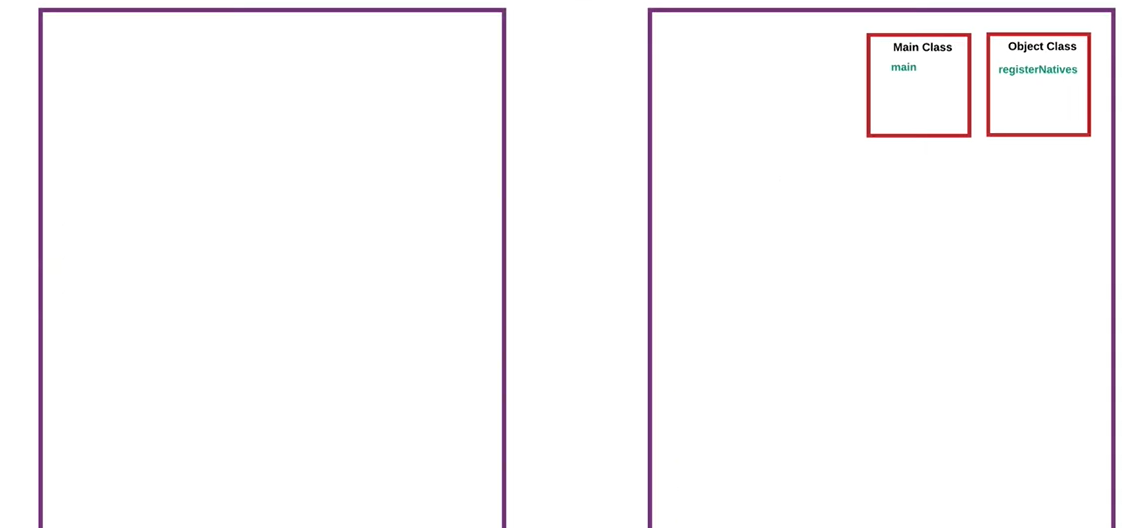 Main Class
main
Object Class
registerNatives